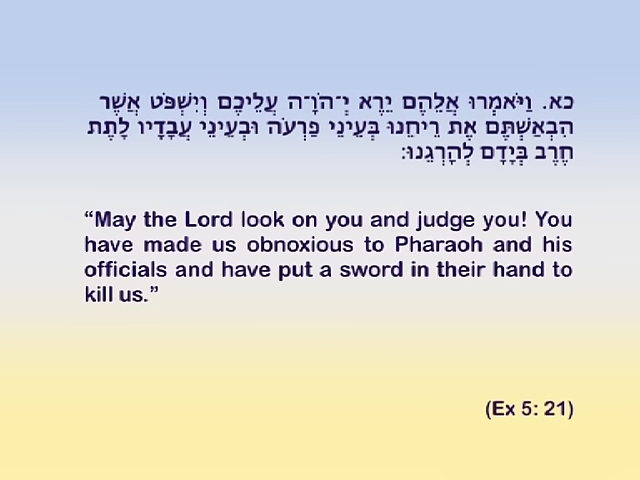 כא. וַיֹּאמְרוּ אֲלֵהֶם יֵרֶא יְ־הֹוָ־ה עֲלֵיכֶם וְיִשְׁפֹּט אֲשֶׁר
הִבְאַשְׁתֶּם אֶת רֵיחֵנוּ בְּעֵינֵי פַרְעֹה וּבְעֵינֵי עֲבָדָיו לָתֶת
חֶרֶב בְּיָדָם לְהָרְגֵנוּ:
“May the Lord look on you and judge you! You
have made us obnoxious to Pharaoh and his
officials and have put a sword in their hand to
kill us.”
(Ex 5: 21)